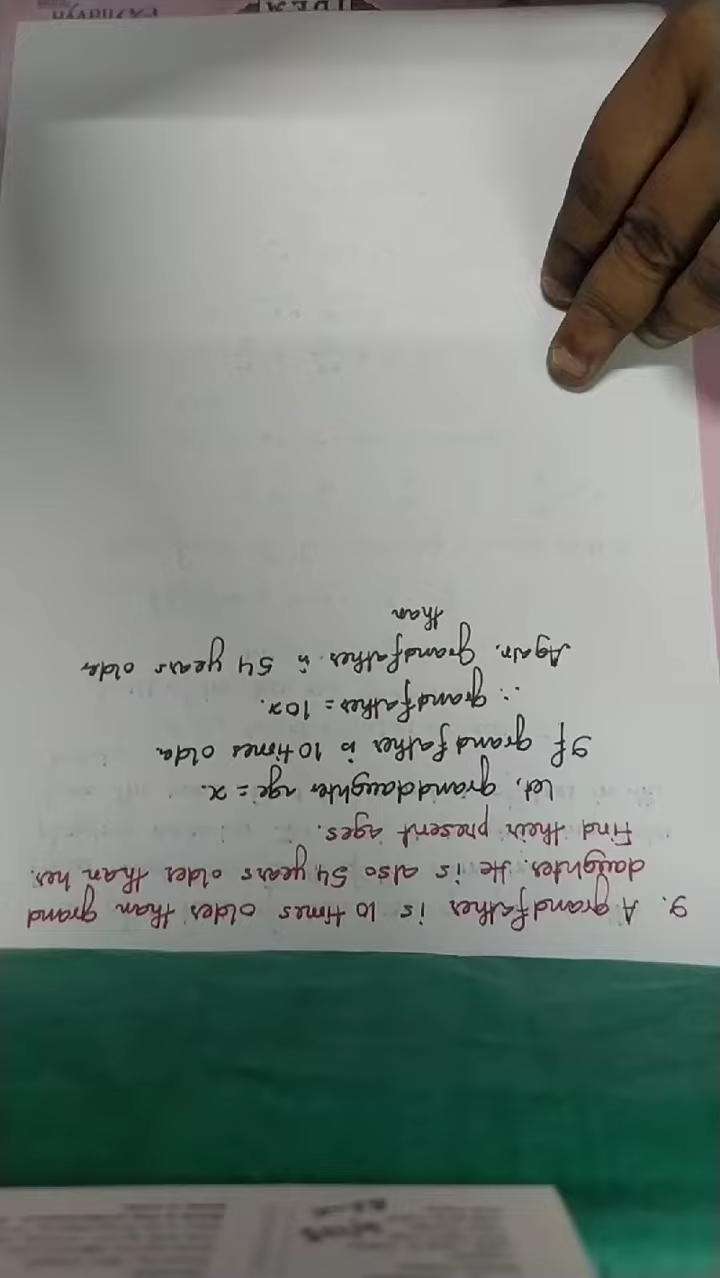 9. A grandfather is 10 times older than grand
daughter. He is also 54 years older than her.
Find their present ages.
Let, granddaughter age = x.
If grandfather is 10 times older
∴ grandfather = 10x.
Again, grandfather is 54 years older
than